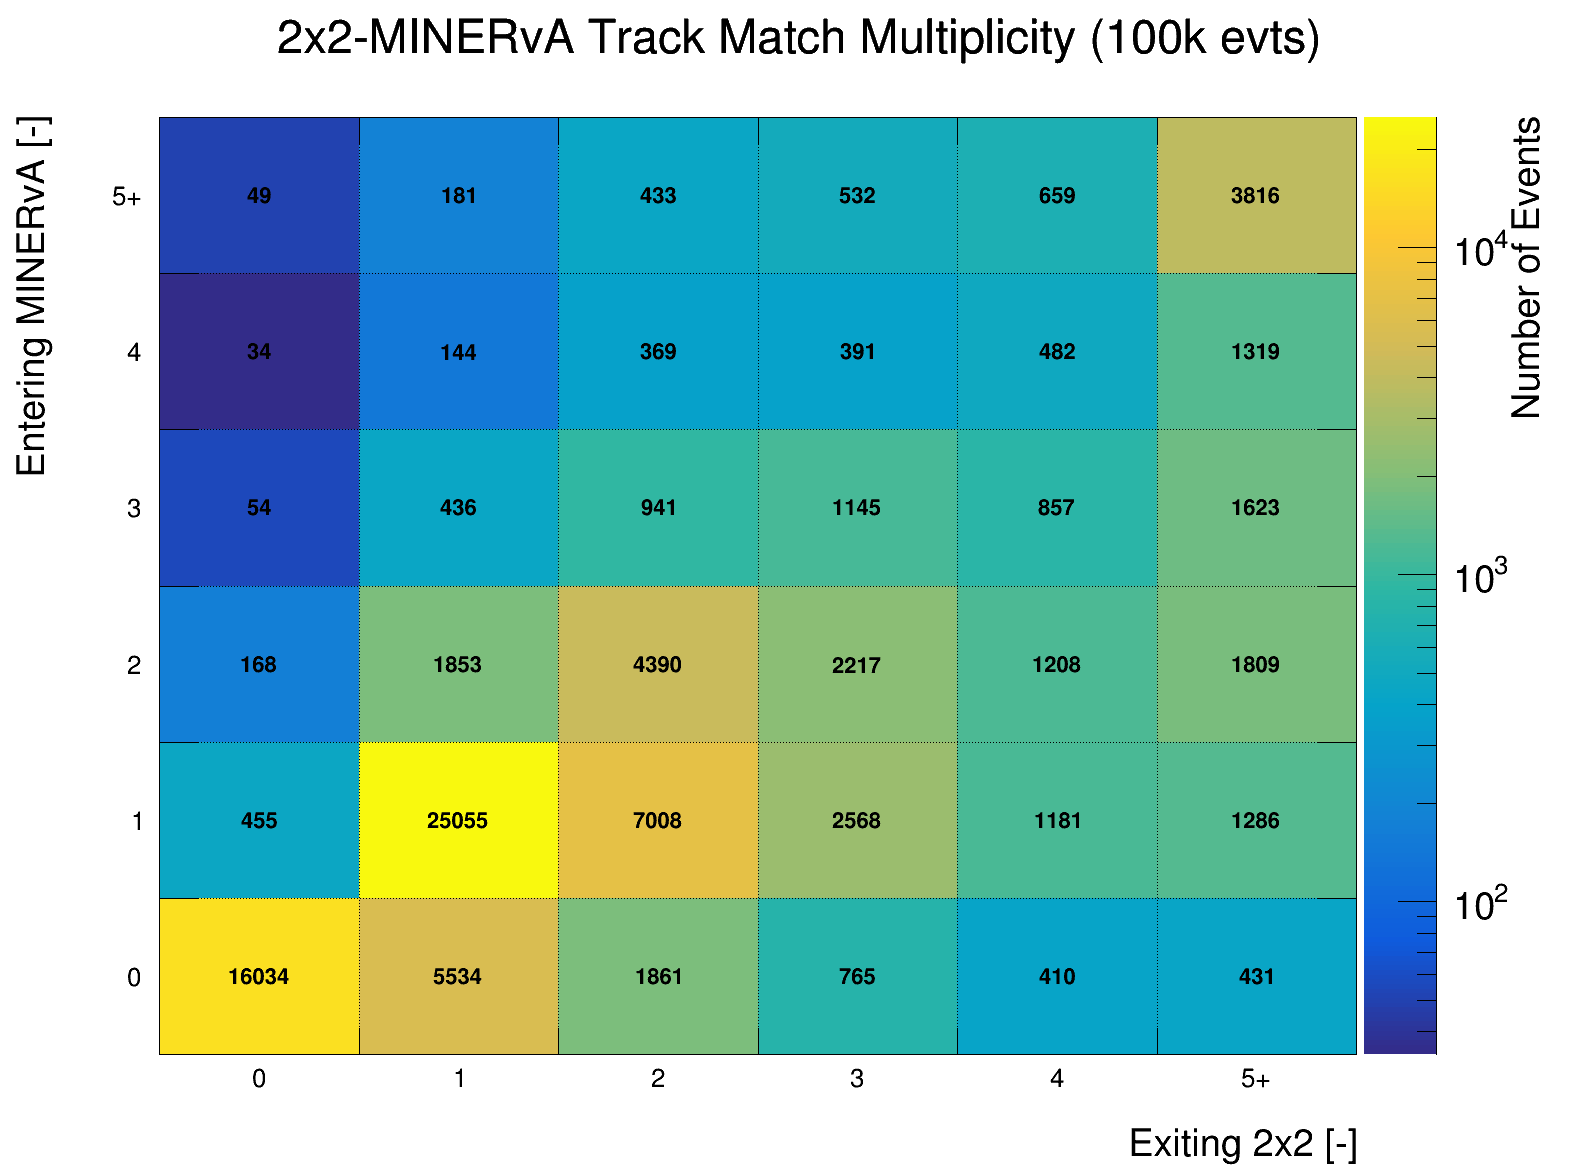 2x2-MINERvA Track Match Multiplicity (100k evts)
Entering MINERvA [-]
Number of Events
5+ 49 181 433 532 659 3816
10^4
4 34 144 369 391 482 1319
3 54 436 941 1145 857 1623
10^3
2 168 1853 4390 2217 1208 1809
1 455 25055 7008 2568 1181 1286
10^2
0 16034 5534 1861 765 410 431
0 1 2 3 4 5+
Exiting 2x2 [-]